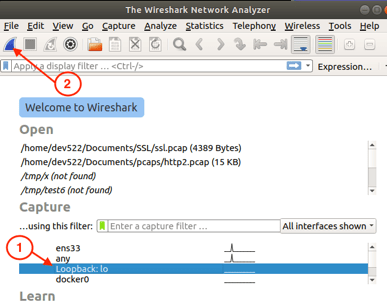 The Wireshark Network Analyzer
File Edit View Go Capture Analyze Statistics Telephony Wireless Tools Help
2
Apply a display filter ... <Ctrl-/>
Expression...
Welcome to Wireshark
Open
/home/dev522/Documents/SSL/ssl.pcap (4389 Bytes)
/home/dev522/Documents/pcaps/http2.pcap (15 KB)
/tmp/x (not found)
/tmp/test6 (not found)
Capture
...using this filter: Enter a capture filter ... All interfaces shown
1
ens33
any
Loopback: lo
docker0
Learn